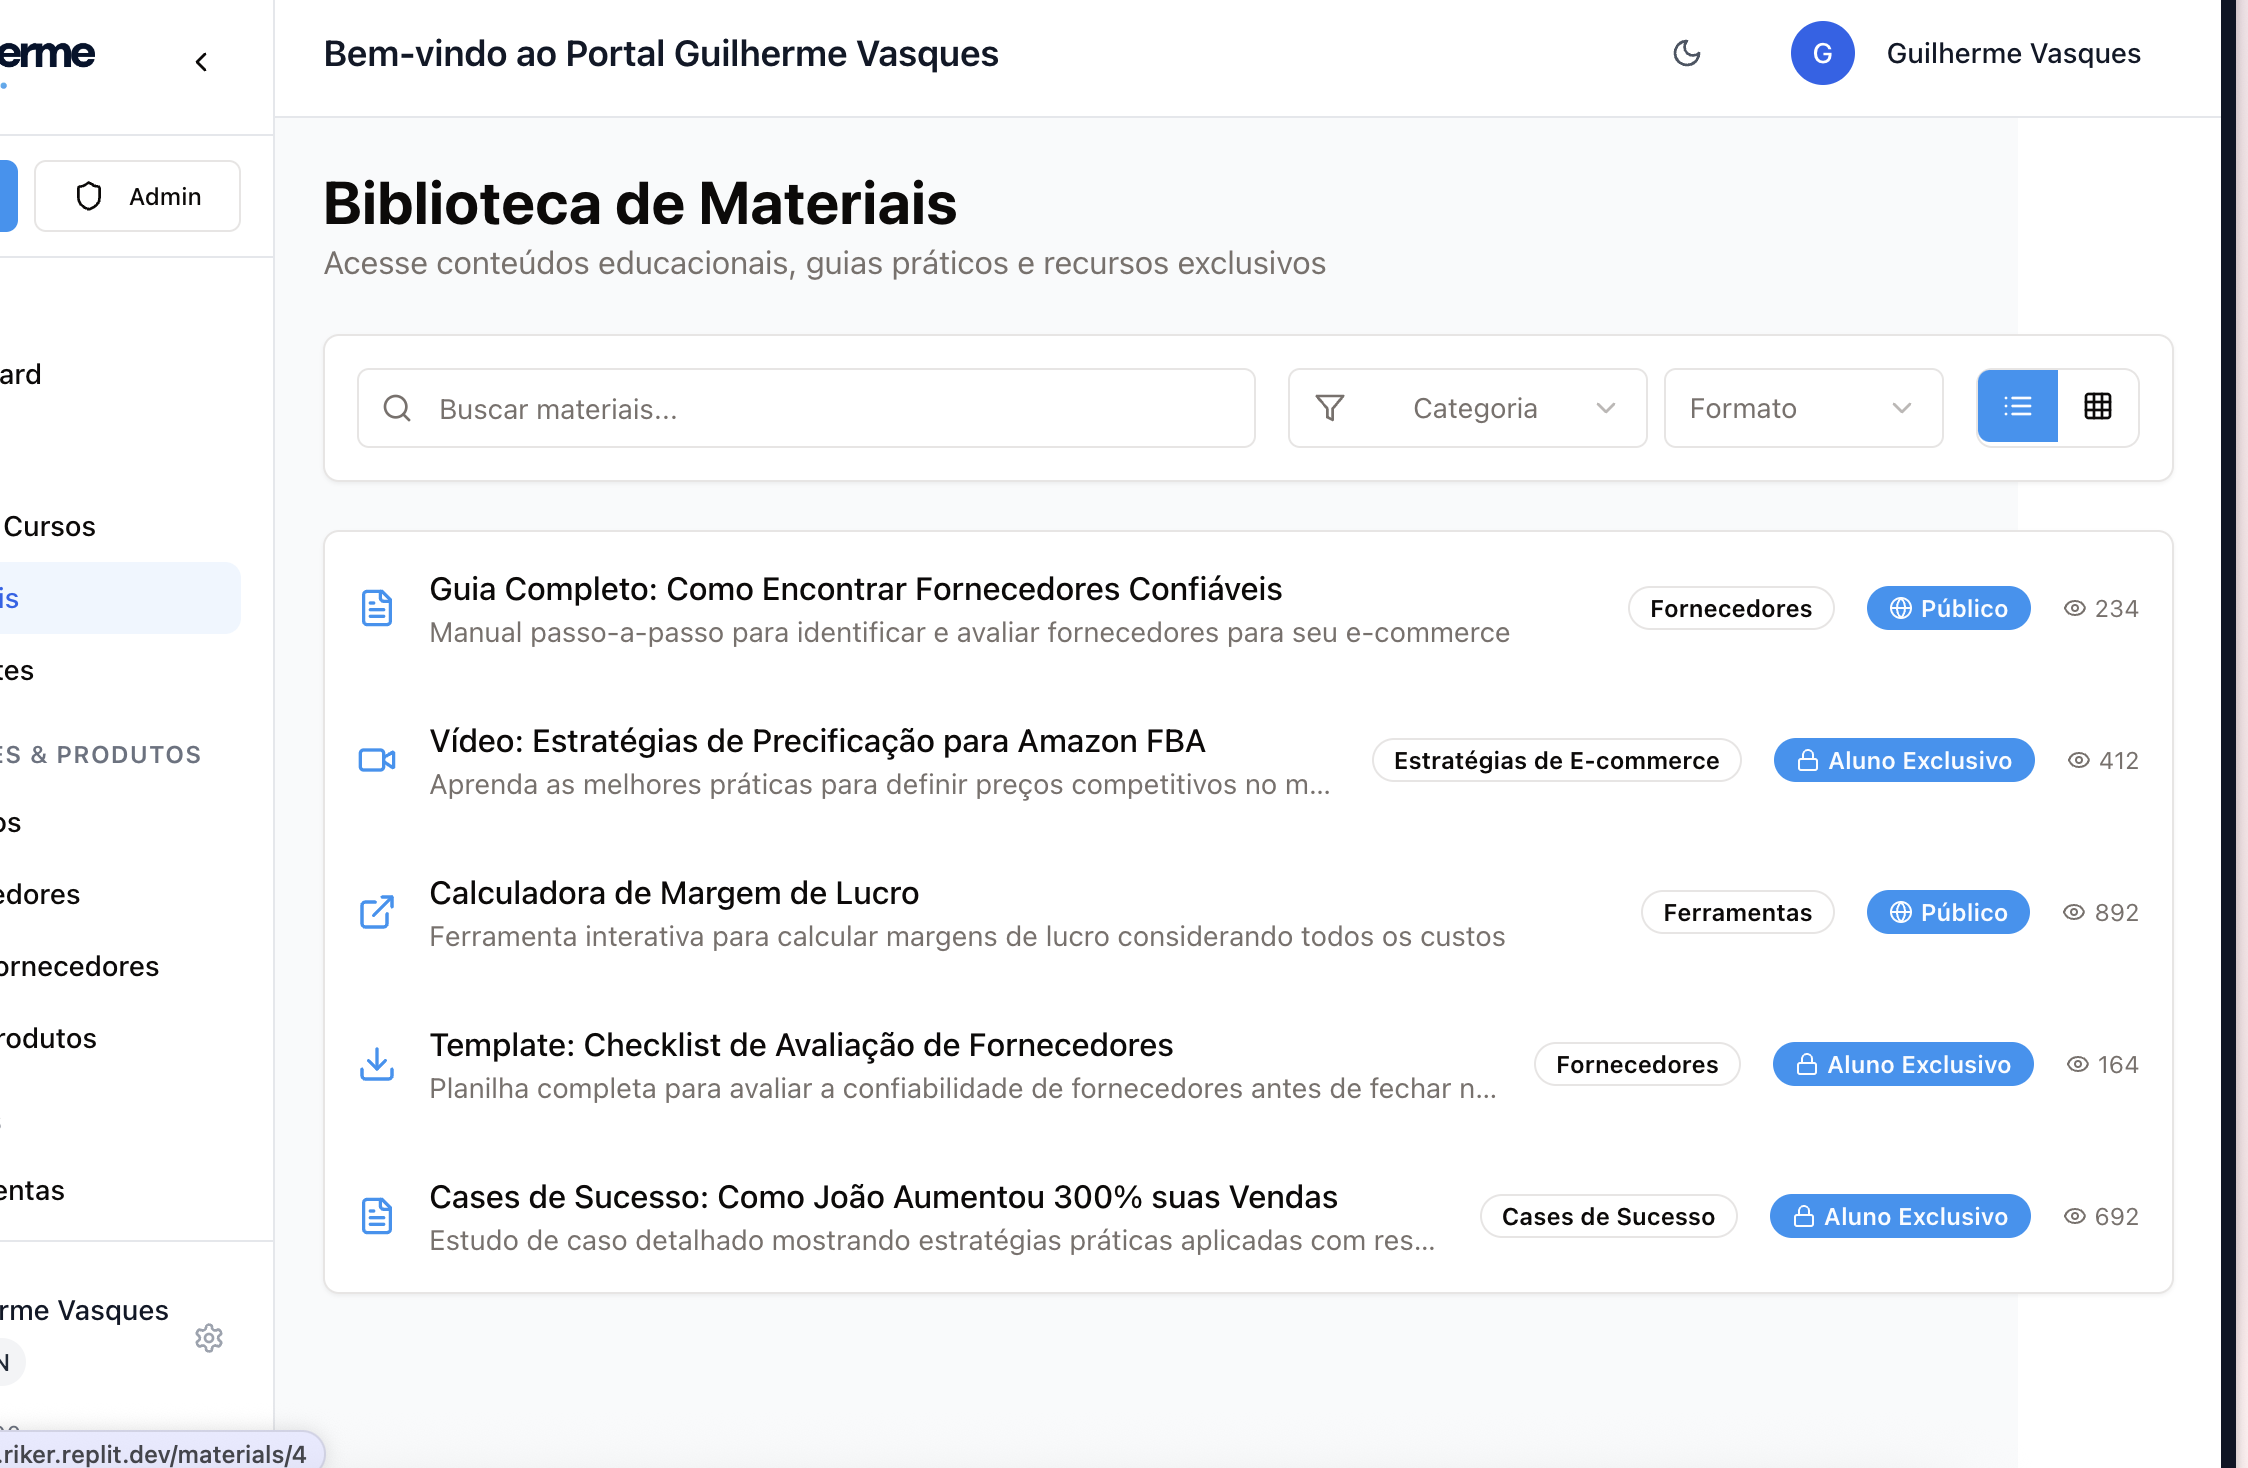 erme
Admin
ard
Cursos
is
tes
ES & PRODUTOS
os
edores
ornecedores
rodutos
entas
rme Vasques
N
.riker.replit.dev/materials/4
Bem-vindo ao Portal Guilherme Vasques
G
Guilherme Vasques
Biblioteca de Materiais
Acesse conteúdos educacionais, guias práticos e recursos exclusivos
Buscar materiais...
Categoria
Formato
Guia Completo: Como Encontrar Fornecedores Confiáveis
Manual passo-a-passo para identificar e avaliar fornecedores para seu e-commerce
Fornecedores
Público
234
Vídeo: Estratégias de Precificação para Amazon FBA
Aprenda as melhores práticas para definir preços competitivos no m...
Estratégias de E-commerce
Aluno Exclusivo
412
Calculadora de Margem de Lucro
Ferramenta interativa para calcular margens de lucro considerando todos os custos
Ferramentas
Público
892
Template: Checklist de Avaliação de Fornecedores
Planilha completa para avaliar a confiabilidade de fornecedores antes de fechar n...
Fornecedores
Aluno Exclusivo
164
Cases de Sucesso: Como João Aumentou 300% suas Vendas
Estudo de caso detalhado mostrando estratégias práticas aplicadas com res...
Cases de Sucesso
Aluno Exclusivo
692